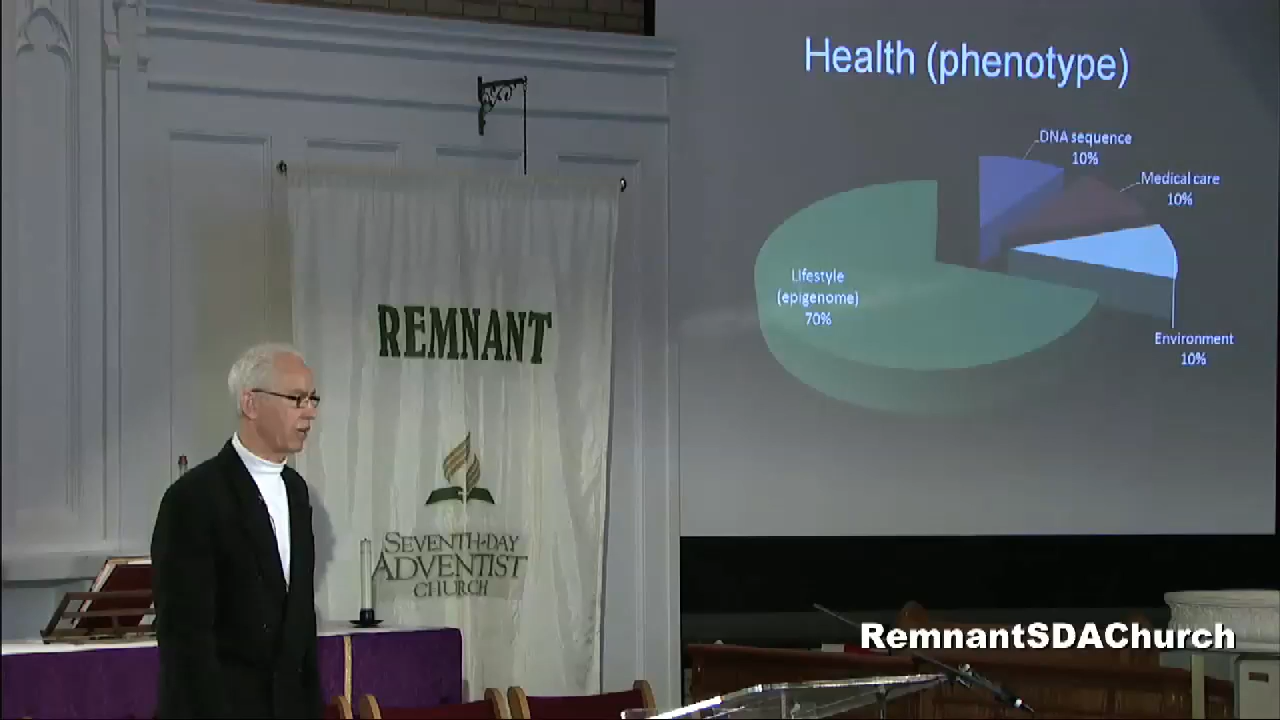 Health (phenotype)
DNA sequence
10%
Medical care
10%
Lifestyle
(epigenome)
70%
Environment
10%
REMNANT
SEVENTH-DAY
ADVENTIST
CHURCH
RemnantSDAChurch